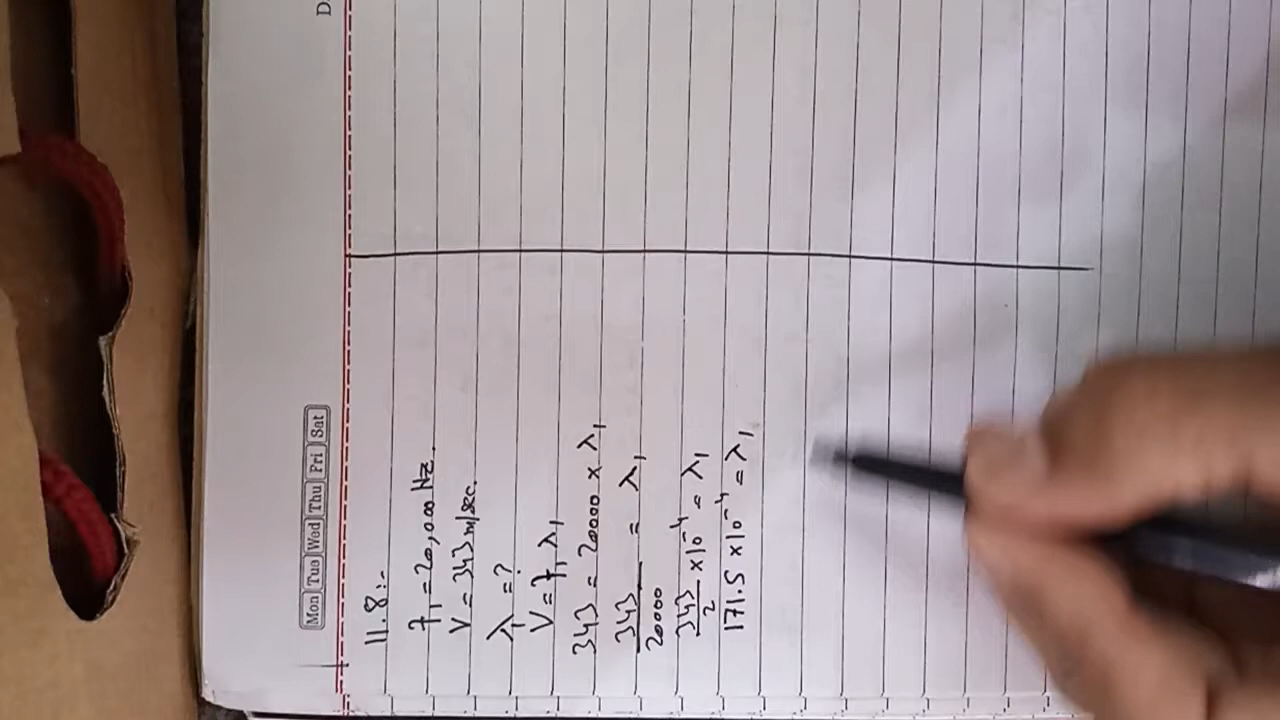 D
Mon Tue Wed Thu Fri Sat
11.8:-
f₁ = 20,000 Hz.
V = 343 m/sec.
λ₁ = ?
V = f₁ λ₁
343 = 20000 × λ₁
343/20000 = λ₁
343/2 × 10⁻⁴ = λ₁
171.5 × 10⁻⁴ = λ₁